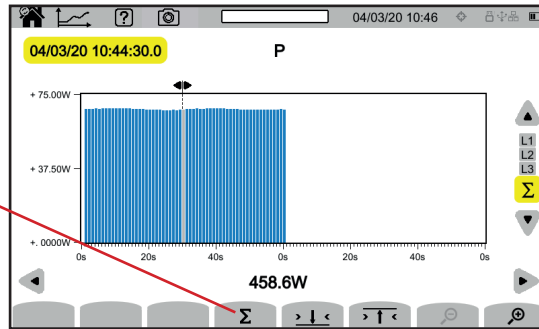 ?
04/03/20 10:46
04/03/20 10:44:30.0
P
+ 75.00W
+ 37.50W
+. 0000W
0s 20s 40s 0s 20s 40s 0s
L1
L2
L3
Σ
458.6W
Σ